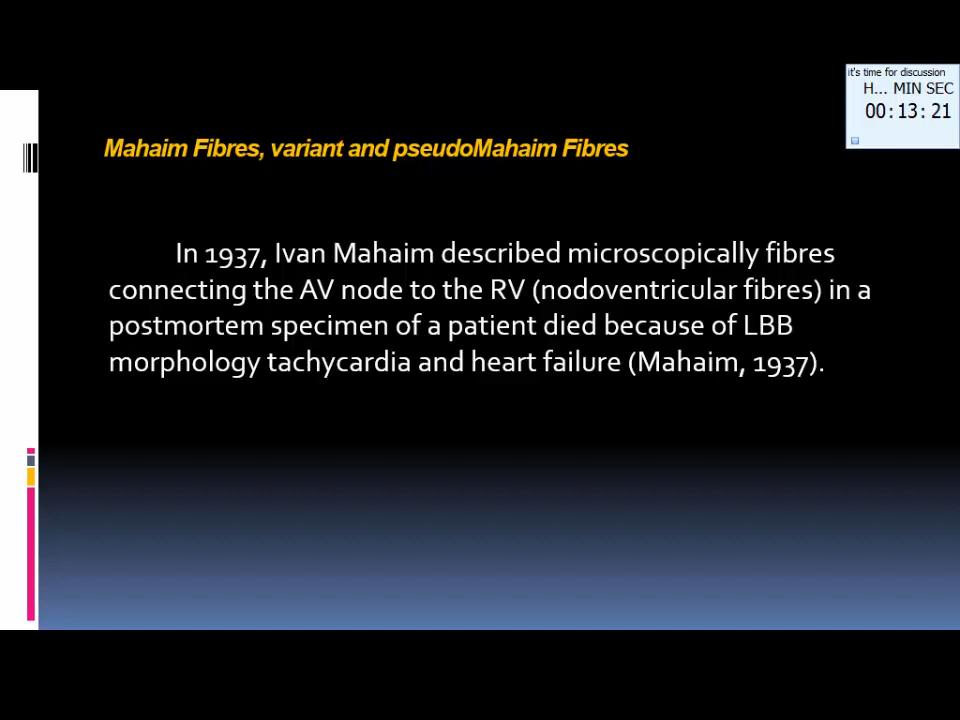 it's time for discussion
H... MIN SEC
00:13:21
Mahaim Fibres, variant and pseudoMahaim Fibres
In 1937, Ivan Mahaim described microscopically fibres
connecting the AV node to the RV (nodoventricular fibres) in a
postmortem specimen of a patient died because of LBB
morphology tachycardia and heart failure (Mahaim, 1937).